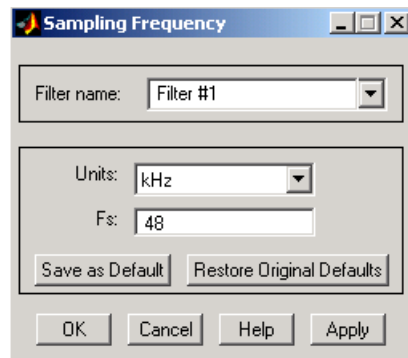 Sampling Frequency
Filter name: Filter #1
Units: kHz
Fs: 48
Save as Default Restore Original Defaults
OK Cancel Help Apply